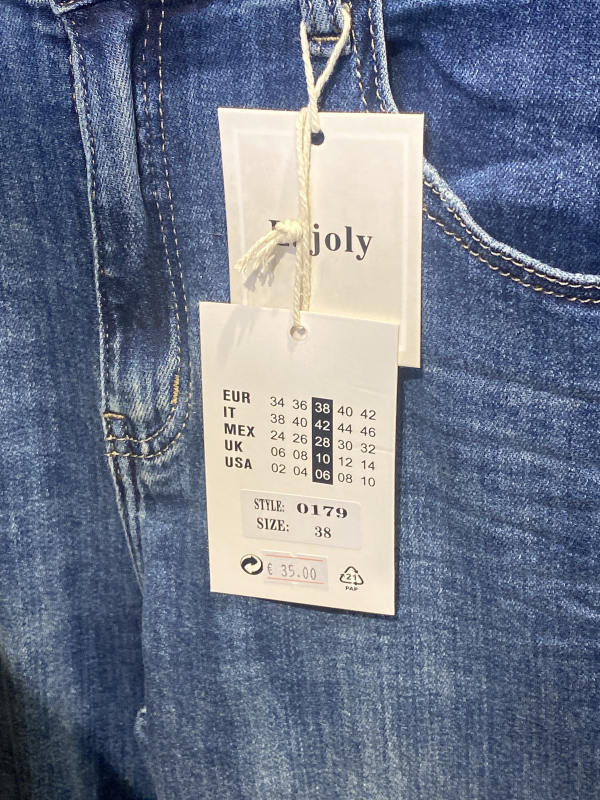 joly
EUR 34 36 38 40 42
IT 38 40 42 44 46
MEX 24 26 28 30 32
UK 06 08 10 12 14
USA 02 04 06 08 10
STYLE: 0179
SIZE: 38
€ 35.00
21
PAP